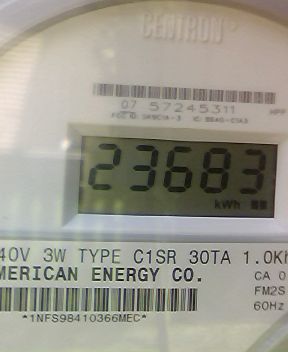 CENTRON
07 57245311
23683
kWh
40V 3W TYPE C1SR 30TA 1.0Kh
MERICAN ENERGY CO.
CA 0
FM2S
60Hz
*1NFS98410366MEC*